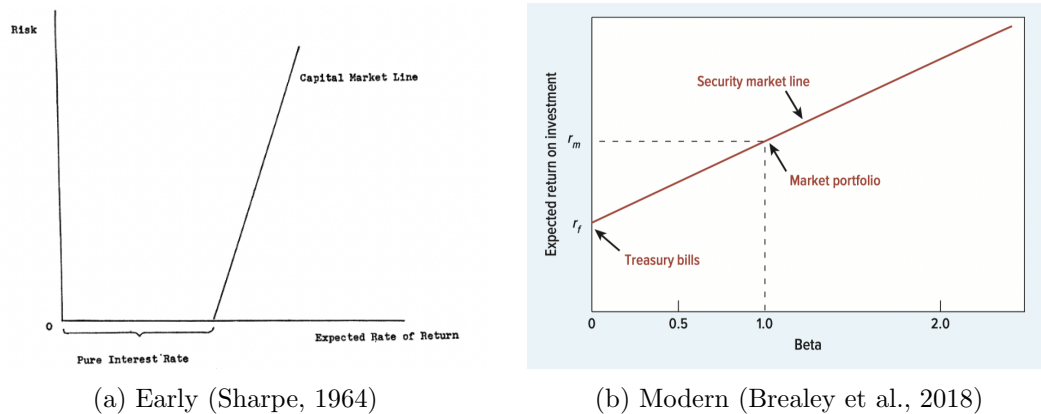 Risk
Capital Market Line
O
Expected Rate of Return
Pure Interest Rate
(a) Early (Sharpe, 1964)
Expected return on investment
Security market line
r_m
Market portfolio
r_f
Treasury bills
0 0.5 1.0 2.0
Beta
(b) Modern (Brealey et al., 2018)